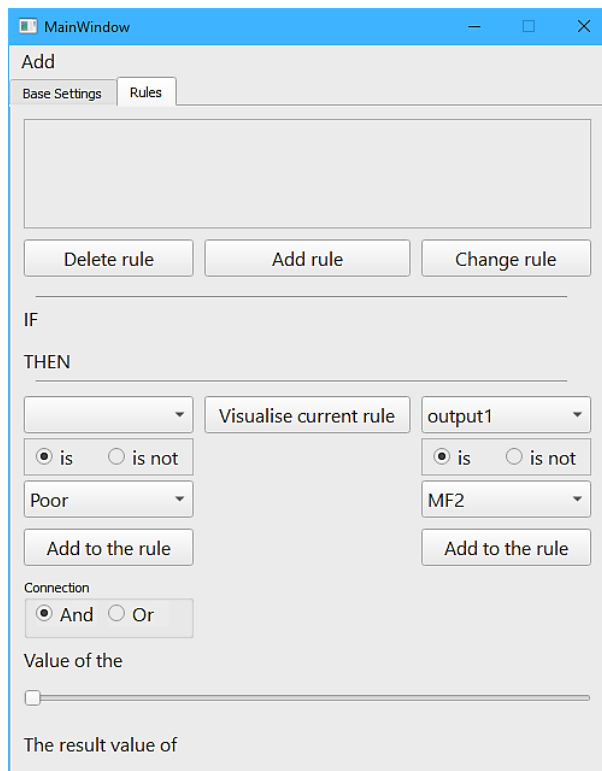 MainWindow
Add
Base Settings Rules
Delete rule Add rule Change rule
IF
THEN
Visualise current rule output1
is is not is is not
Poor MF2
Add to the rule Add to the rule
Connection
And Or
Value of the
The result value of